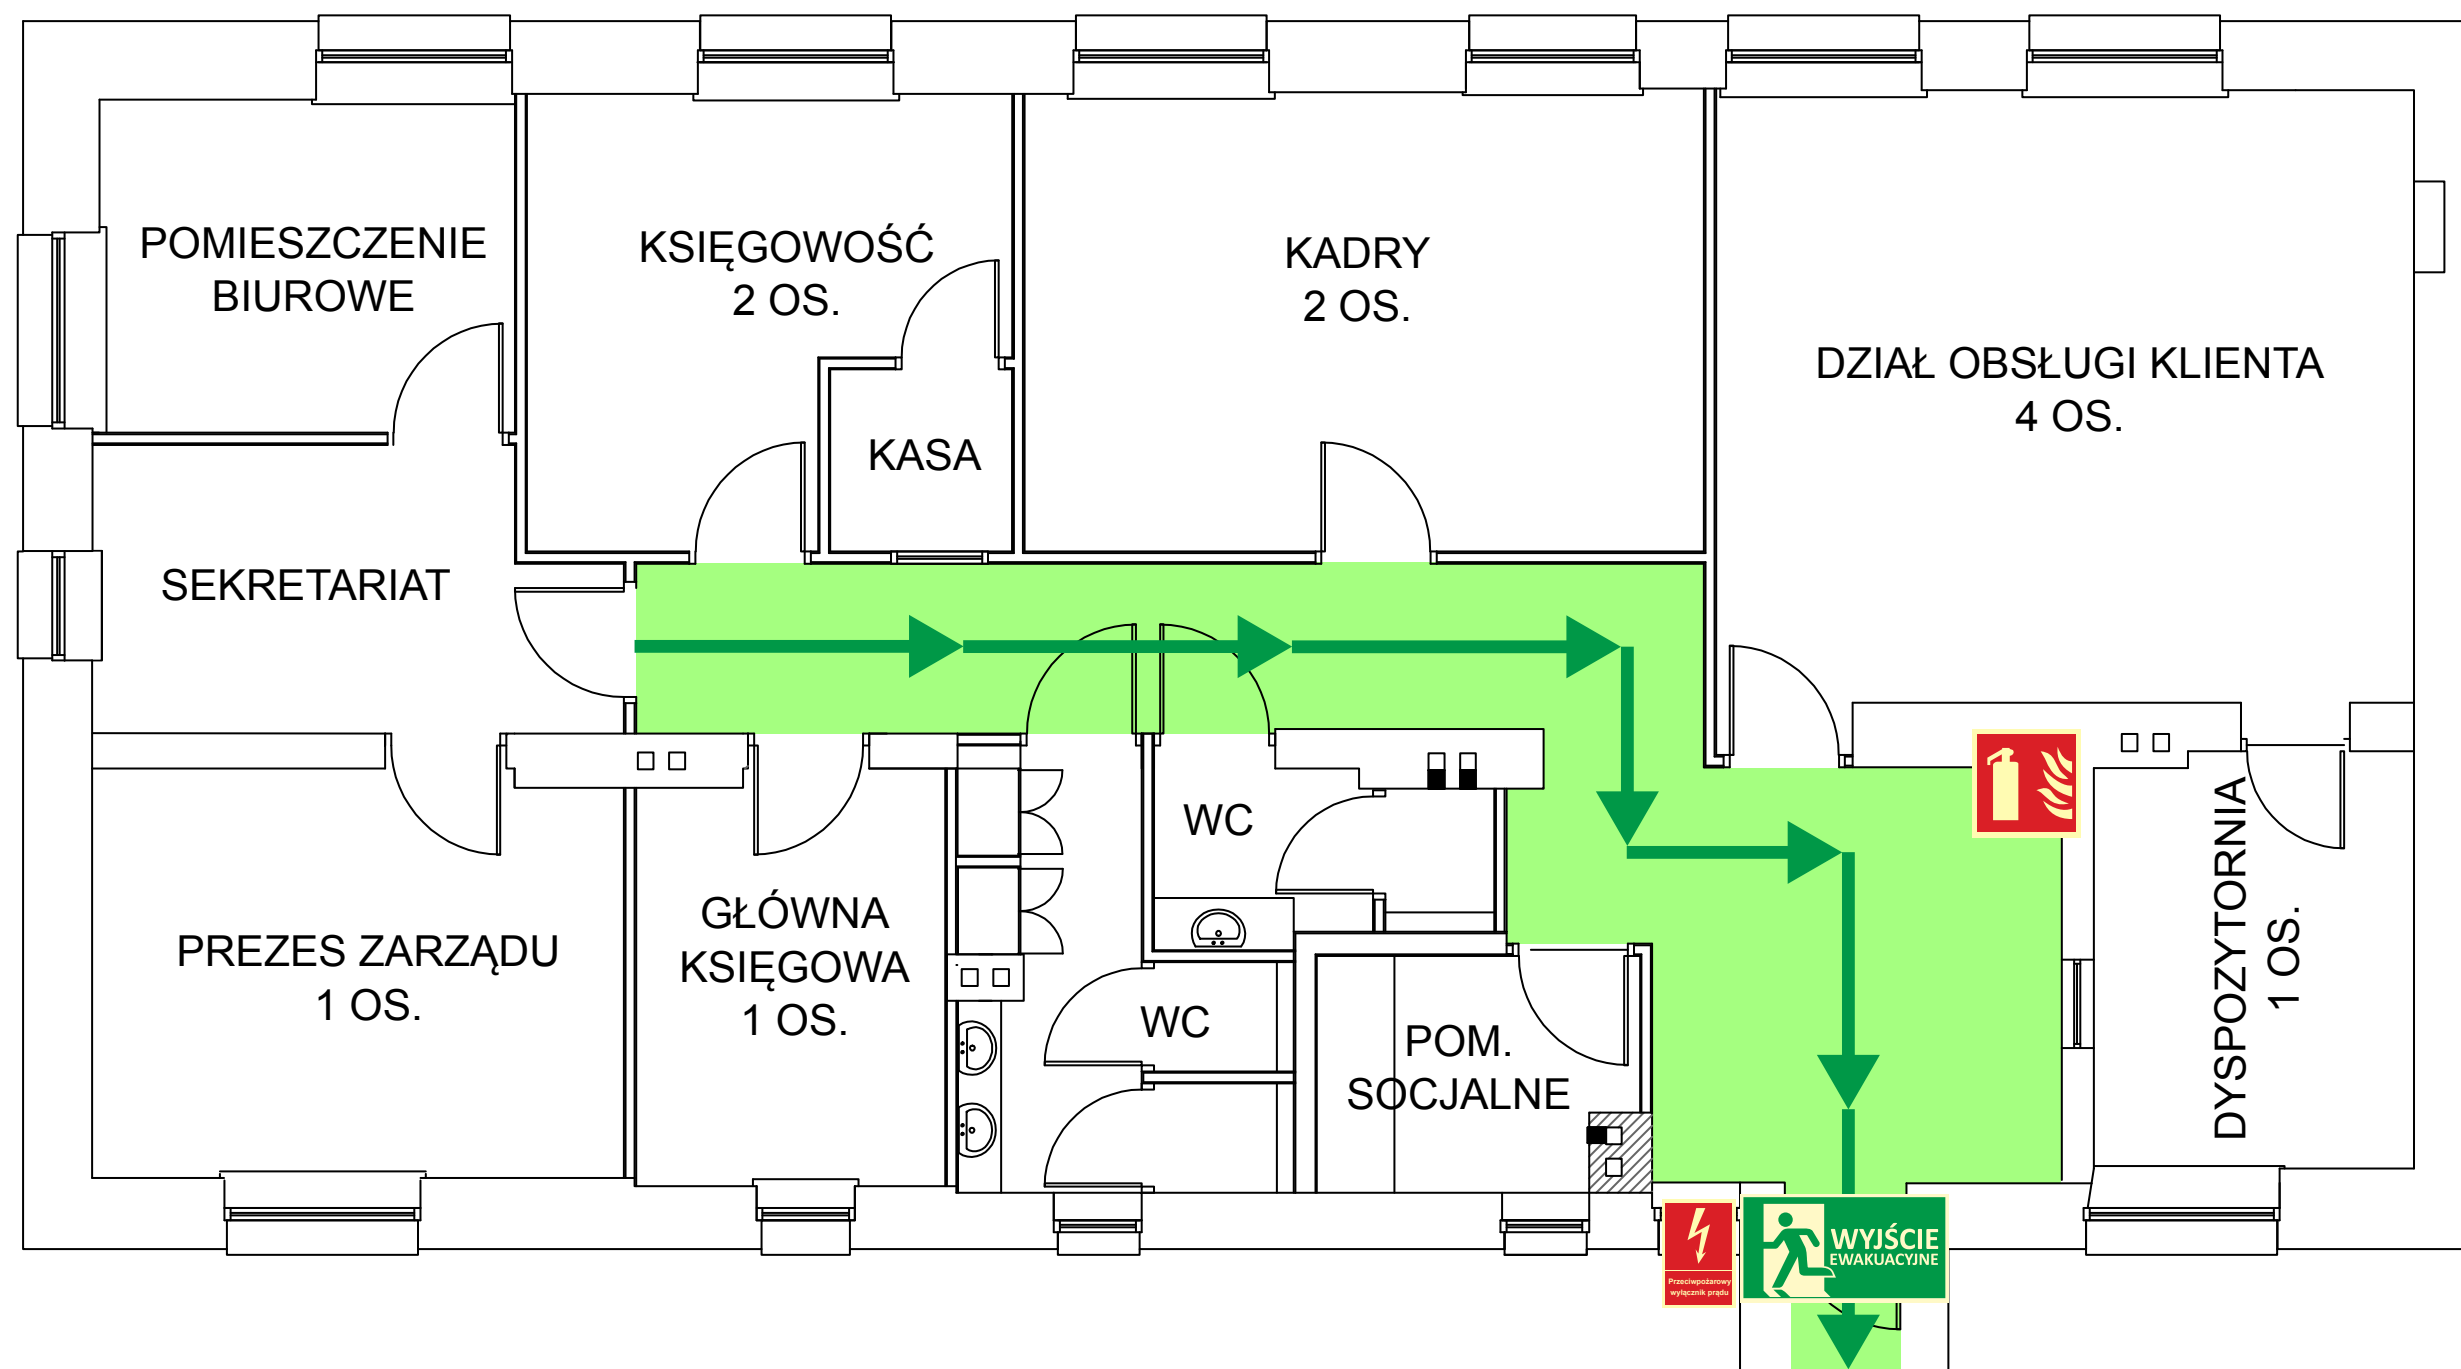 POMIESZCZENIE
BIUROWE
KSIĘGOWOŚĆ
2 OS.
KADRY
2 OS.
DZIAŁ OBSŁUGI KLIENTA
4 OS.
KASA
SEKRETARIAT
WC
PREZES ZARZĄDU
1 OS.
GŁÓWNA
KSIĘGOWA
1 OS.
WC
POM.
SOCJALNE
DYSPOZYTORNIA
1 OS.
Przeciwpożarowy
wyłącznik prądu
WYJŚCIE
EWAKUACYJNE